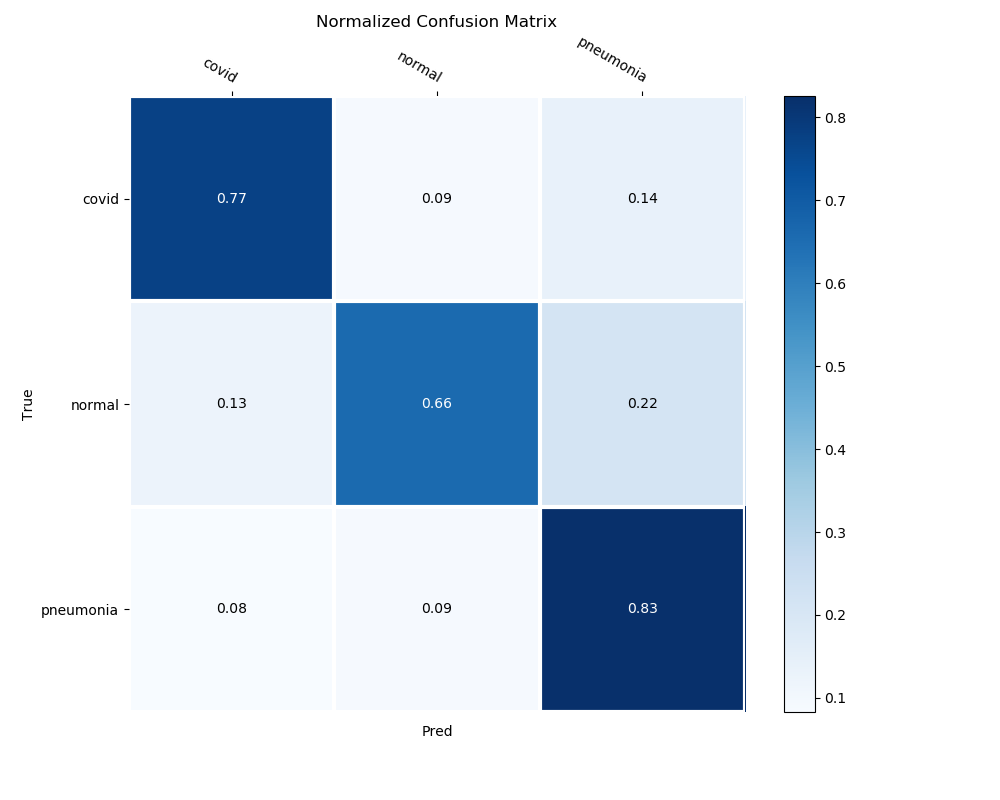 Normalized Confusion Matrix
covid normal pneumonia
covid 0.77 0.09 0.14
normal 0.13 0.66 0.22
pneumonia 0.08 0.09 0.83
True
Pred
0.8
0.7
0.6
0.5
0.4
0.3
0.2
0.1